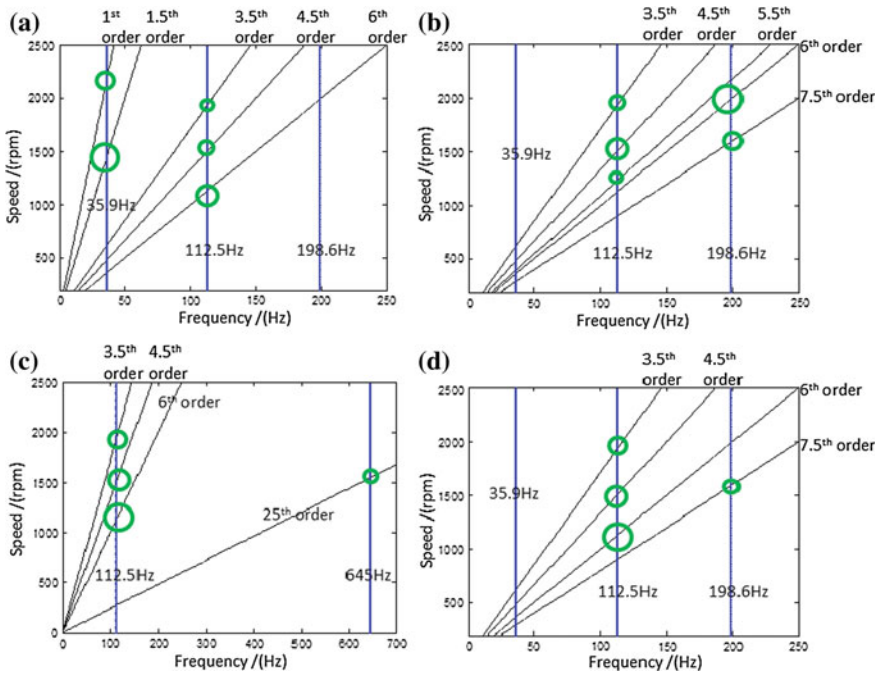 (a)
1st order 1.5th order 3.5th order 4.5th order 6th order
2500
2000
1500
1000
500
35.9Hz
112.5Hz
198.6Hz
0 50 100 150 200 250
Speed /(rpm)
Frequency /(Hz)
(b)
3.5th order 4.5th order 5.5th order
6th order
7.5th order
2500
2000
1500
1000
500
35.9Hz
112.5Hz
198.6Hz
0 50 100 150 200 250
Speed /(rpm)
Frequency /(Hz)
(c)
3.5th order 4.5th order
6th order
25th order
2500
2000
1500
1000
500
0
112.5Hz
645Hz
0 100 200 300 400 500 600 700
Speed /(rpm)
Frequency /(Hz)
(d)
3.5th order 4.5th order
6th order
7.5th order
2500
2000
1500
1000
500
35.9Hz
112.5Hz
198.6Hz
0 50 100 150 200 250
Speed /(rpm)
Frequency /(Hz)